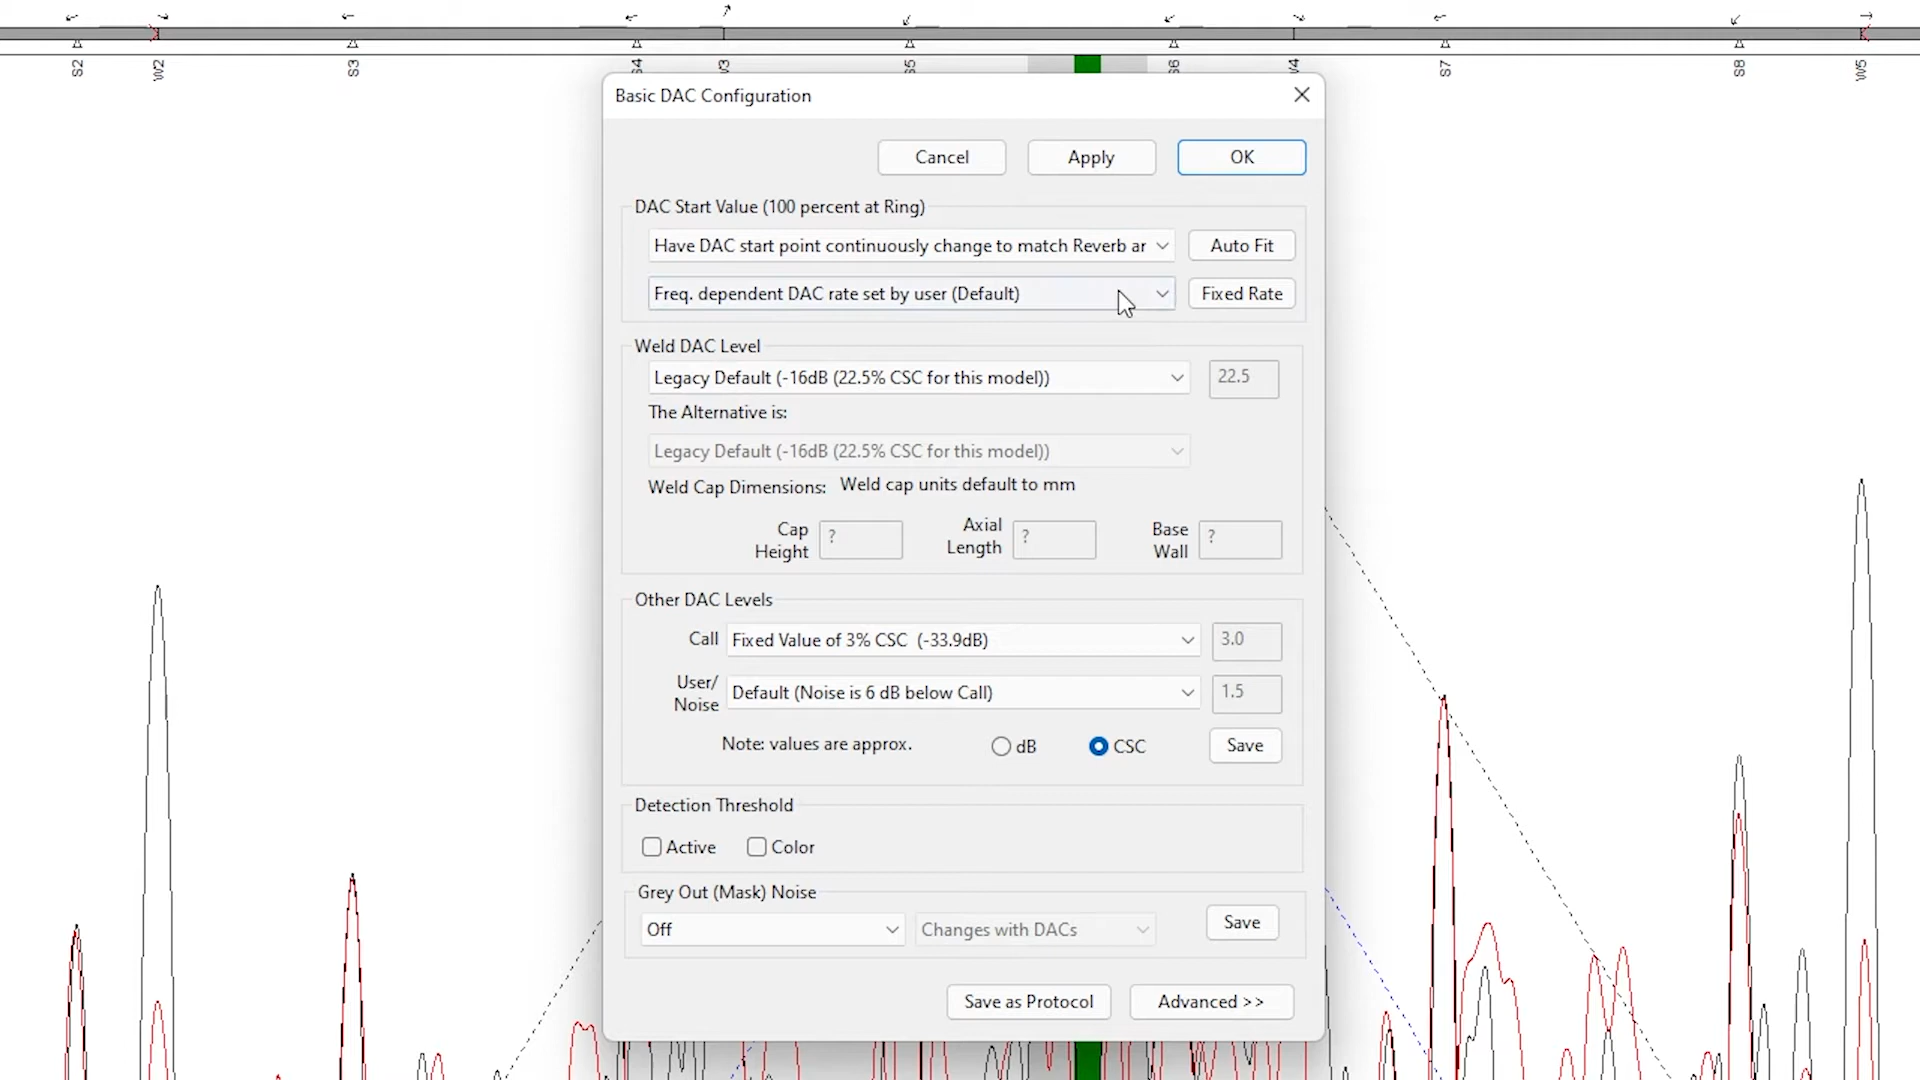 S2
W2
S3
S4
V3
S5
S6
V4
S7
S8
W5
Basic DAC Configuration
Cancel
Apply
OK
DAC Start Value (100 percent at Ring)
Have DAC start point continuously change to match Reverb ar
Auto Fit
Freq. dependent DAC rate set by user (Default)
Fixed Rate
Weld DAC Level
Legacy Default (-16dB (22.5% CSC for this model))
22.5
The Alternative is:
Legacy Default (-16dB (22.5% CSC for this model))
Weld Cap Dimensions: Weld cap units default to mm
Cap
Height
?
Axial
Length
?
Base
Wall
?
Other DAC Levels
Call
Fixed Value of 3% CSC (-33.9dB)
3.0
User/
Noise
Default (Noise is 6 dB below Call)
1.5
Note: values are approx.
dB
CSC
Save
Detection Threshold
Active
Color
Grey Out (Mask) Noise
Off
Changes with DACs
Save
Save as Protocol
Advanced >>